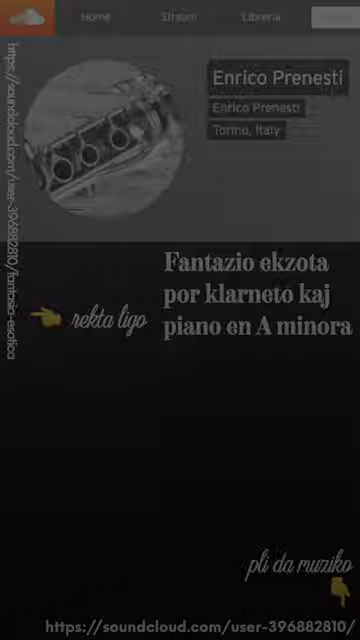 Home Stream Libreria
Enrico Prenesti
Enrico Prenesti
Torino, Italy
https://soundcloud.com/user-396882810/fantasia-esotica
Fantazio ekzota
por klarneto kaj
piano en A minora
rekta ligo
pli da muziko
https://soundcloud.com/user-396882810/